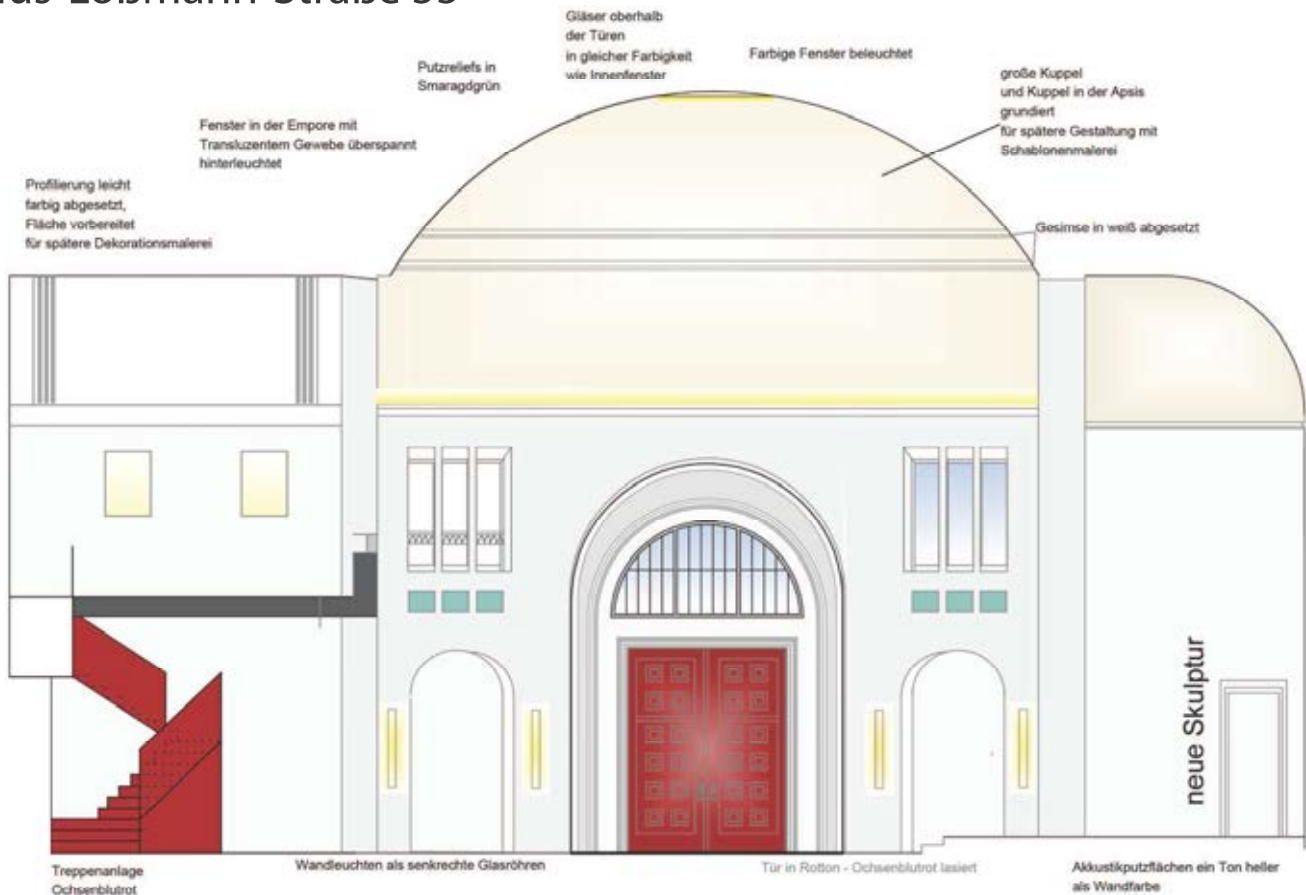 Gläser oberhalb
der Türen
in gleicher Farbigkeit
wie Innenfenster
Farbige Fenster beleuchtet
Putzreliefs in
Smaragdgrün
große Kuppel
und Kuppel in der Apsis
grundiert
für spätere Gestaltung mit
Schablonenmalerei
Fenster in der Empore mit
Transluzentem Gewebe überspannt
hinterleuchtet
Profilierung leicht
farbig abgesetzt,
Fläche vorbereitet
für spätere Dekorationsmalerei
Gesimse in weiß abgesetzt
neue Skulptur
Treppenanlage
Ochsenblutrot
Wandleuchten als senkrechte Glasröhren
Tür in Rotton - Ochsenblutrot lasiert
Akkustikputzflächen ein Ton heller
als Wandfarbe